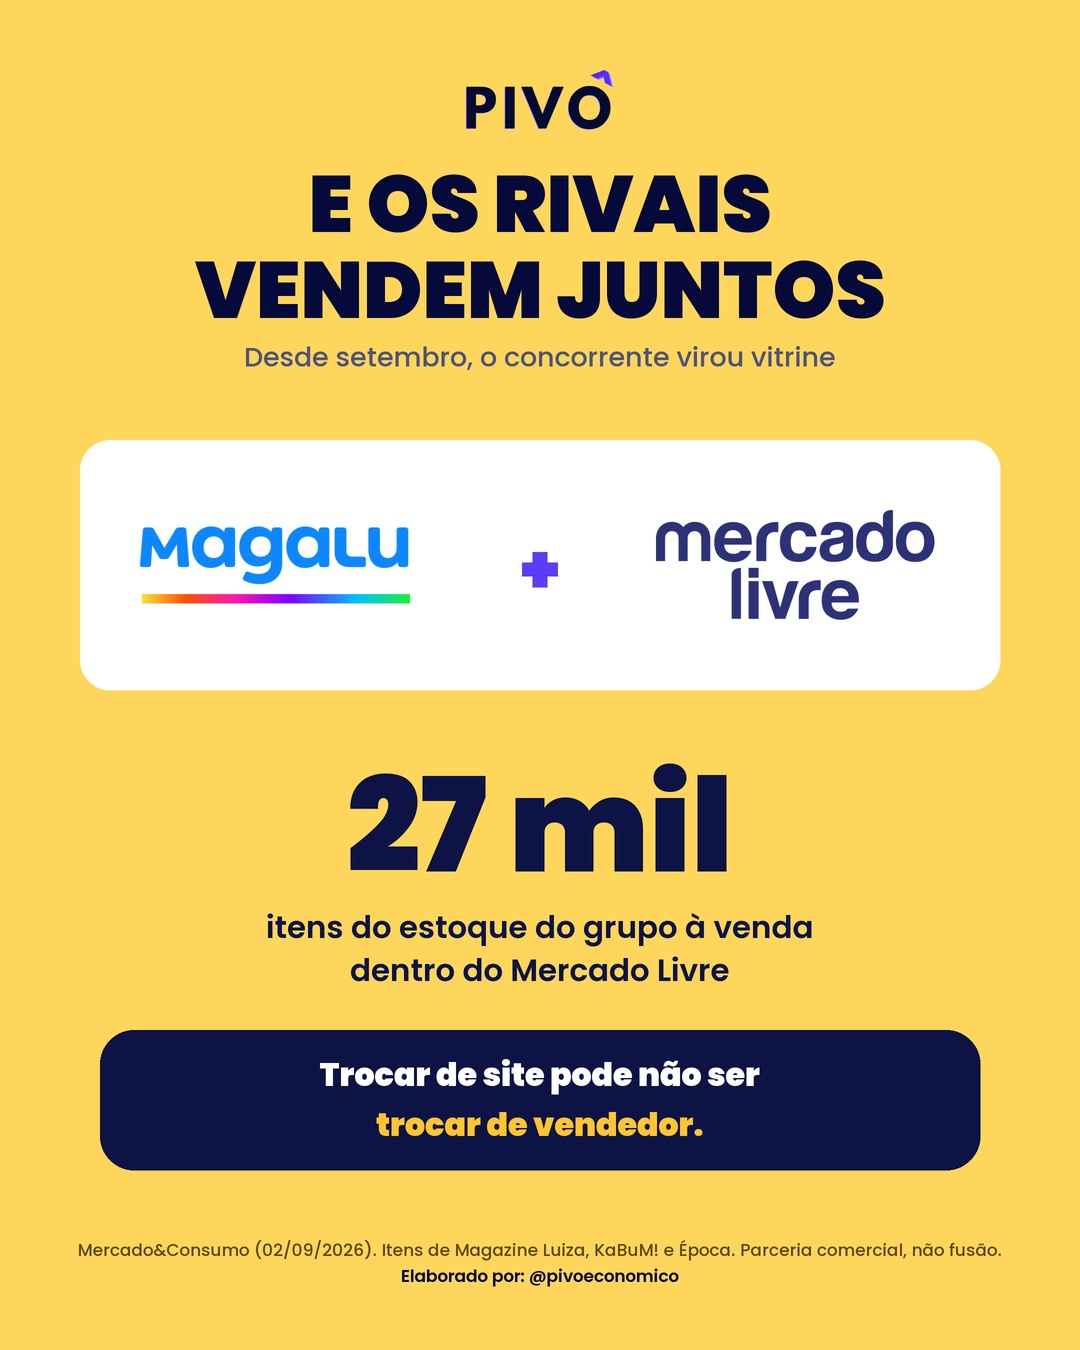 PIVÔ
E OS RIVAIS
VENDEM JUNTOS
Desde setembro, o concorrente virou vitrine
magalu
+
mercado
livre
27 mil
itens do estoque do grupo à venda
dentro do Mercado Livre
Trocar de site pode não ser
trocar de vendedor.
Mercado&Consumo (02/09/2026). Itens de Magazine Luiza, KaBuM! e Época. Parceria comercial, não fusão.
Elaborado por: @pivoeconomico